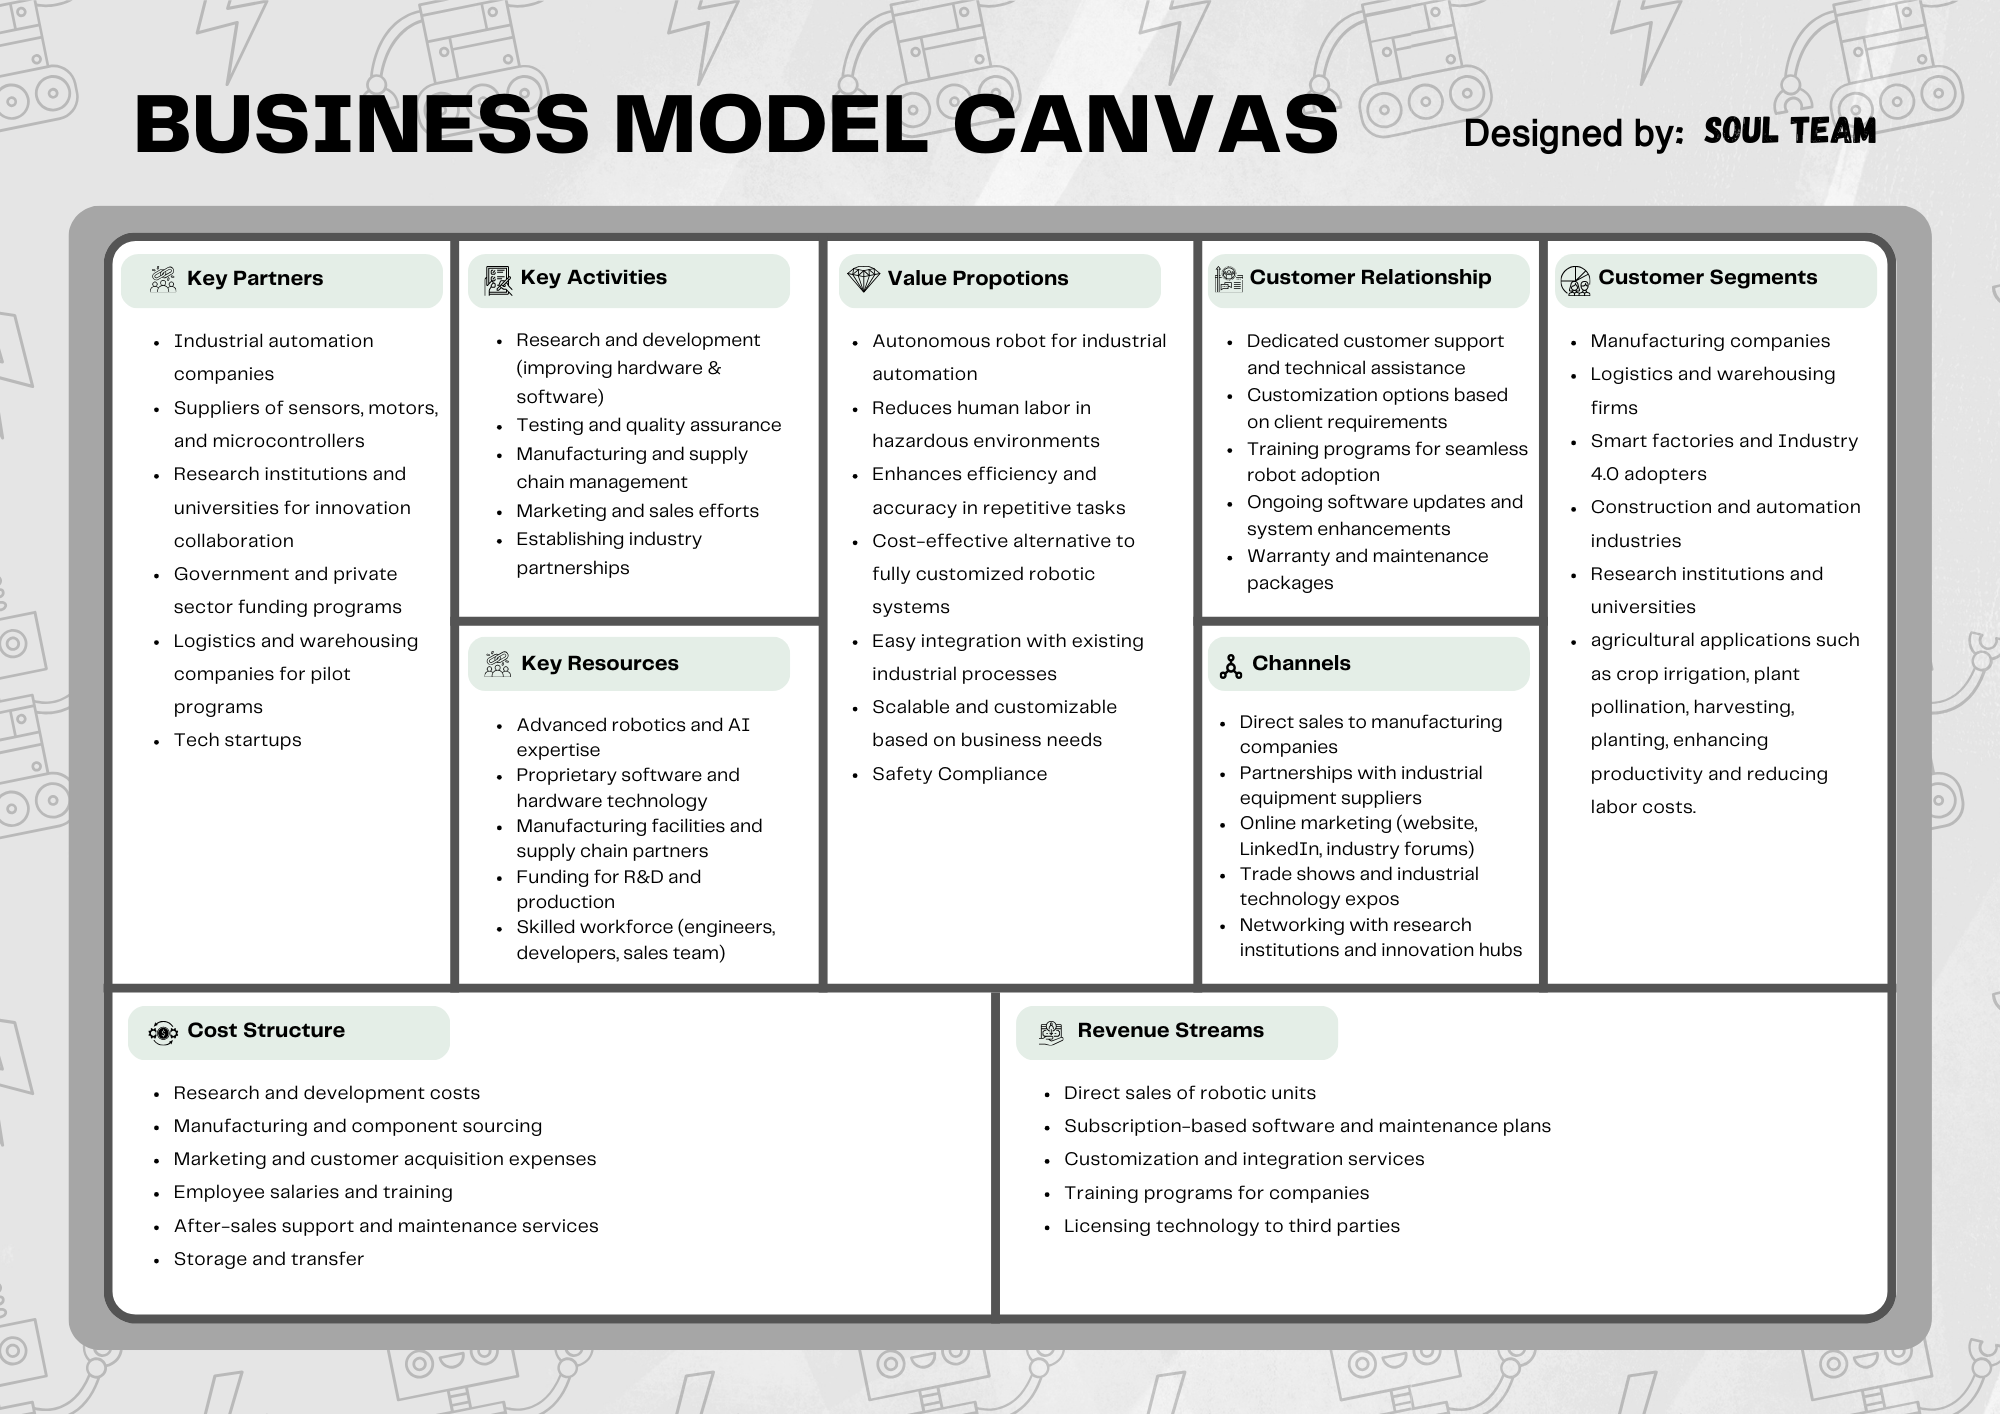 BUSINESS MODEL CANVAS
Designed by: SOUL TEAM
Key Partners
• Industrial automation
companies
• Suppliers of sensors, motors,
and microcontrollers
• Research institutions and
universities for innovation
collaboration
• Government and private
sector funding programs
• Logistics and warehousing
companies for pilot
programs
• Tech startups
Key Activities
• Research and development
(improving hardware &
software)
• Testing and quality assurance
• Manufacturing and supply
chain management
• Marketing and sales efforts
• Establishing industry
partnerships
Key Resources
• Advanced robotics and AI
expertise
• Proprietary software and
hardware technology
• Manufacturing facilities and
supply chain partners
• Funding for R&D and
production
• Skilled workforce (engineers,
developers, sales team)
Value Propotions
• Autonomous robot for industrial
automation
• Reduces human labor in
hazardous environments
• Enhances efficiency and
accuracy in repetitive tasks
• Cost-effective alternative to
fully customized robotic
systems
• Easy integration with existing
industrial processes
• Scalable and customizable
based on business needs
• Safety Compliance
Customer Relationship
• Dedicated customer support
and technical assistance
• Customization options based
on client requirements
• Training programs for seamless
robot adoption
• Ongoing software updates and
system enhancements
• Warranty and maintenance
packages
Channels
• Direct sales to manufacturing
companies
• Partnerships with industrial
equipment suppliers
• Online marketing (website,
LinkedIn, industry forums)
• Trade shows and industrial
technology expos
• Networking with research
institutions and innovation hubs
Customer Segments
• Manufacturing companies
• Logistics and warehousing
firms
• Smart factories and Industry
4.0 adopters
• Construction and automation
industries
• Research institutions and
universities
• agricultural applications such
as crop irrigation, plant
pollination, harvesting,
planting, enhancing
productivity and reducing
labor costs.
Cost Structure
• Research and development costs
• Manufacturing and component sourcing
• Marketing and customer acquisition expenses
• Employee salaries and training
• After-sales support and maintenance services
• Storage and transfer
Revenue Streams
• Direct sales of robotic units
• Subscription-based software and maintenance plans
• Customization and integration services
• Training programs for companies
• Licensing technology to third parties